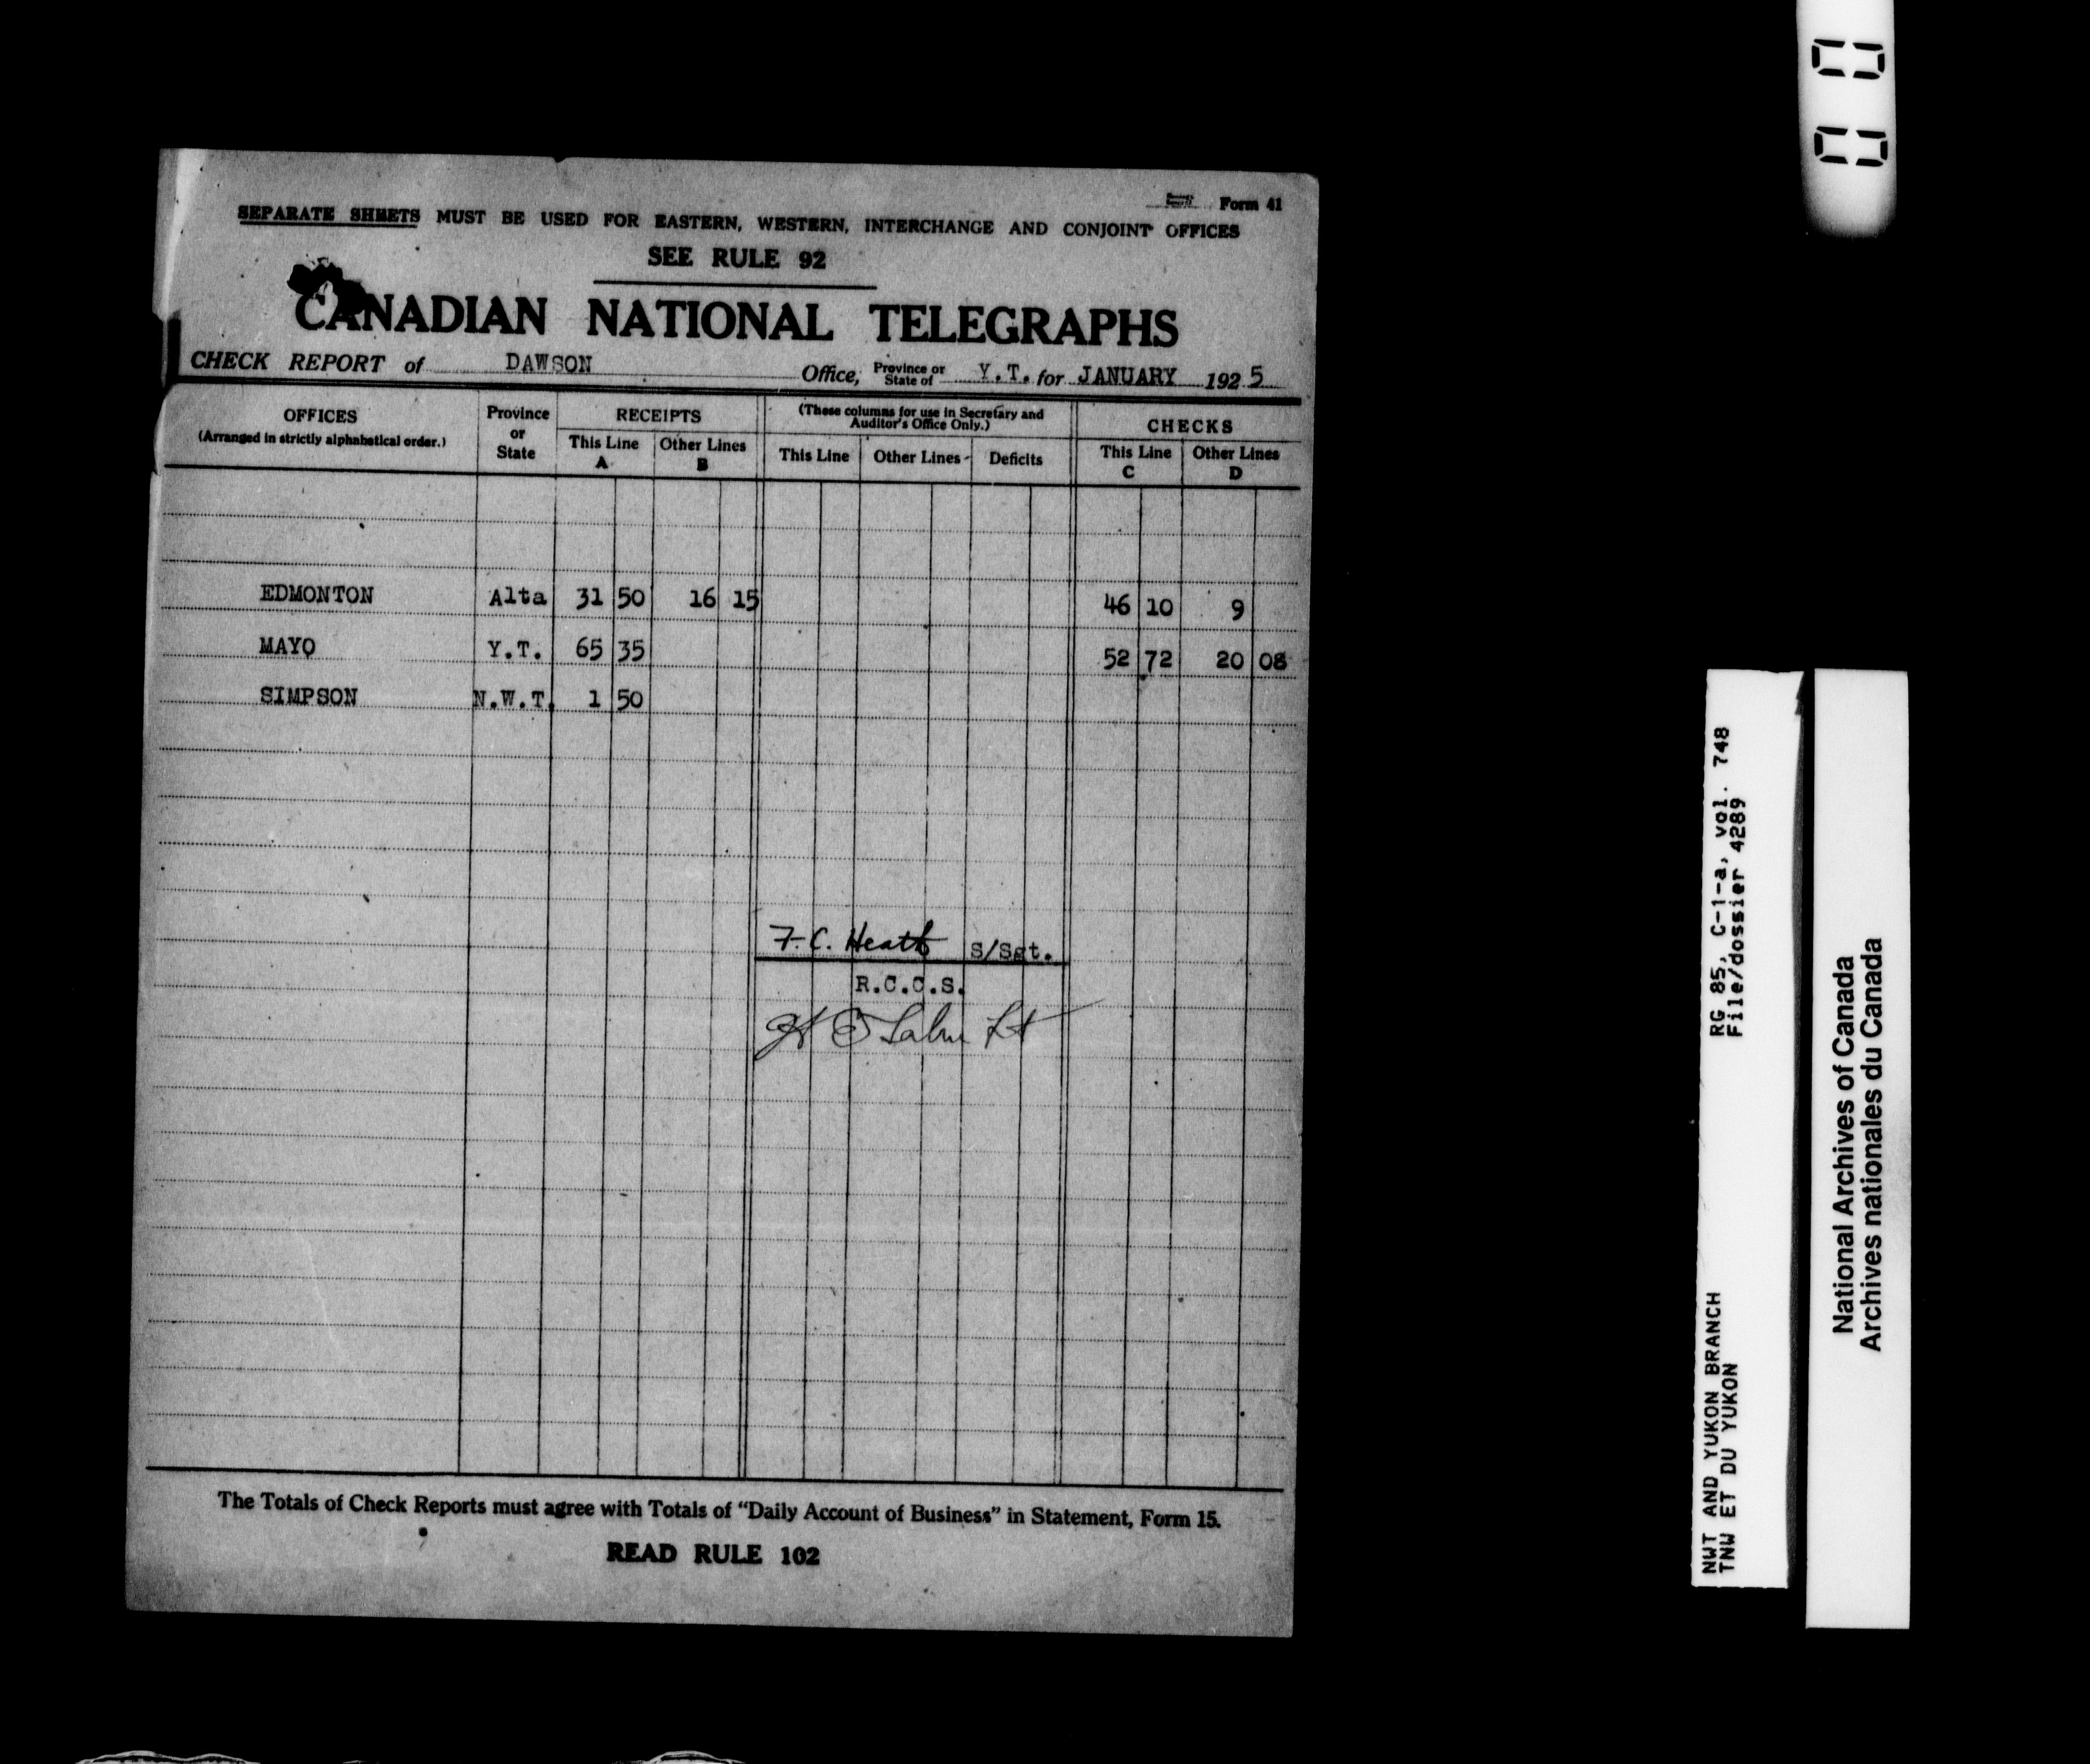 Form 41
SEPARATE SHEETS MUST BE USED FOR EASTERN, WESTERN, INTERCHANGE AND CONJOINT OFFICES
SEE RULE 92
CANADIAN NATIONAL TELEGRAPHS
CHECK REPORT of DAWSON Office, Province or State of Y.T. for JANUARY 1925
OFFICES (Arranged in strictly alphabetical order.) Province or State RECEIPTS (These columns for use in Secretary and Auditor's Office Only.) CHECKS
This Line A Other Lines B This Line Other Lines Deficits This Line C Other Lines D
EDMONTON Alta 31 50 16 15 46 10 9
MAYO Y.T. 65 35 52 72 20 08
SIMPSON N.W.T. 1 50
F.C. Heath S/Sgt.
R.C.C.S.
Lt
The Totals of Check Reports must agree with Totals of "Daily Account of Business" in Statement, Form 15.
READ RULE 102
RG 85, C-1-a, vol. 748
File/dossier 4289
NWT AND YUKON BRANCH
TNW ET DU YUKON
National Archives of Canada
Archives nationales du Canada